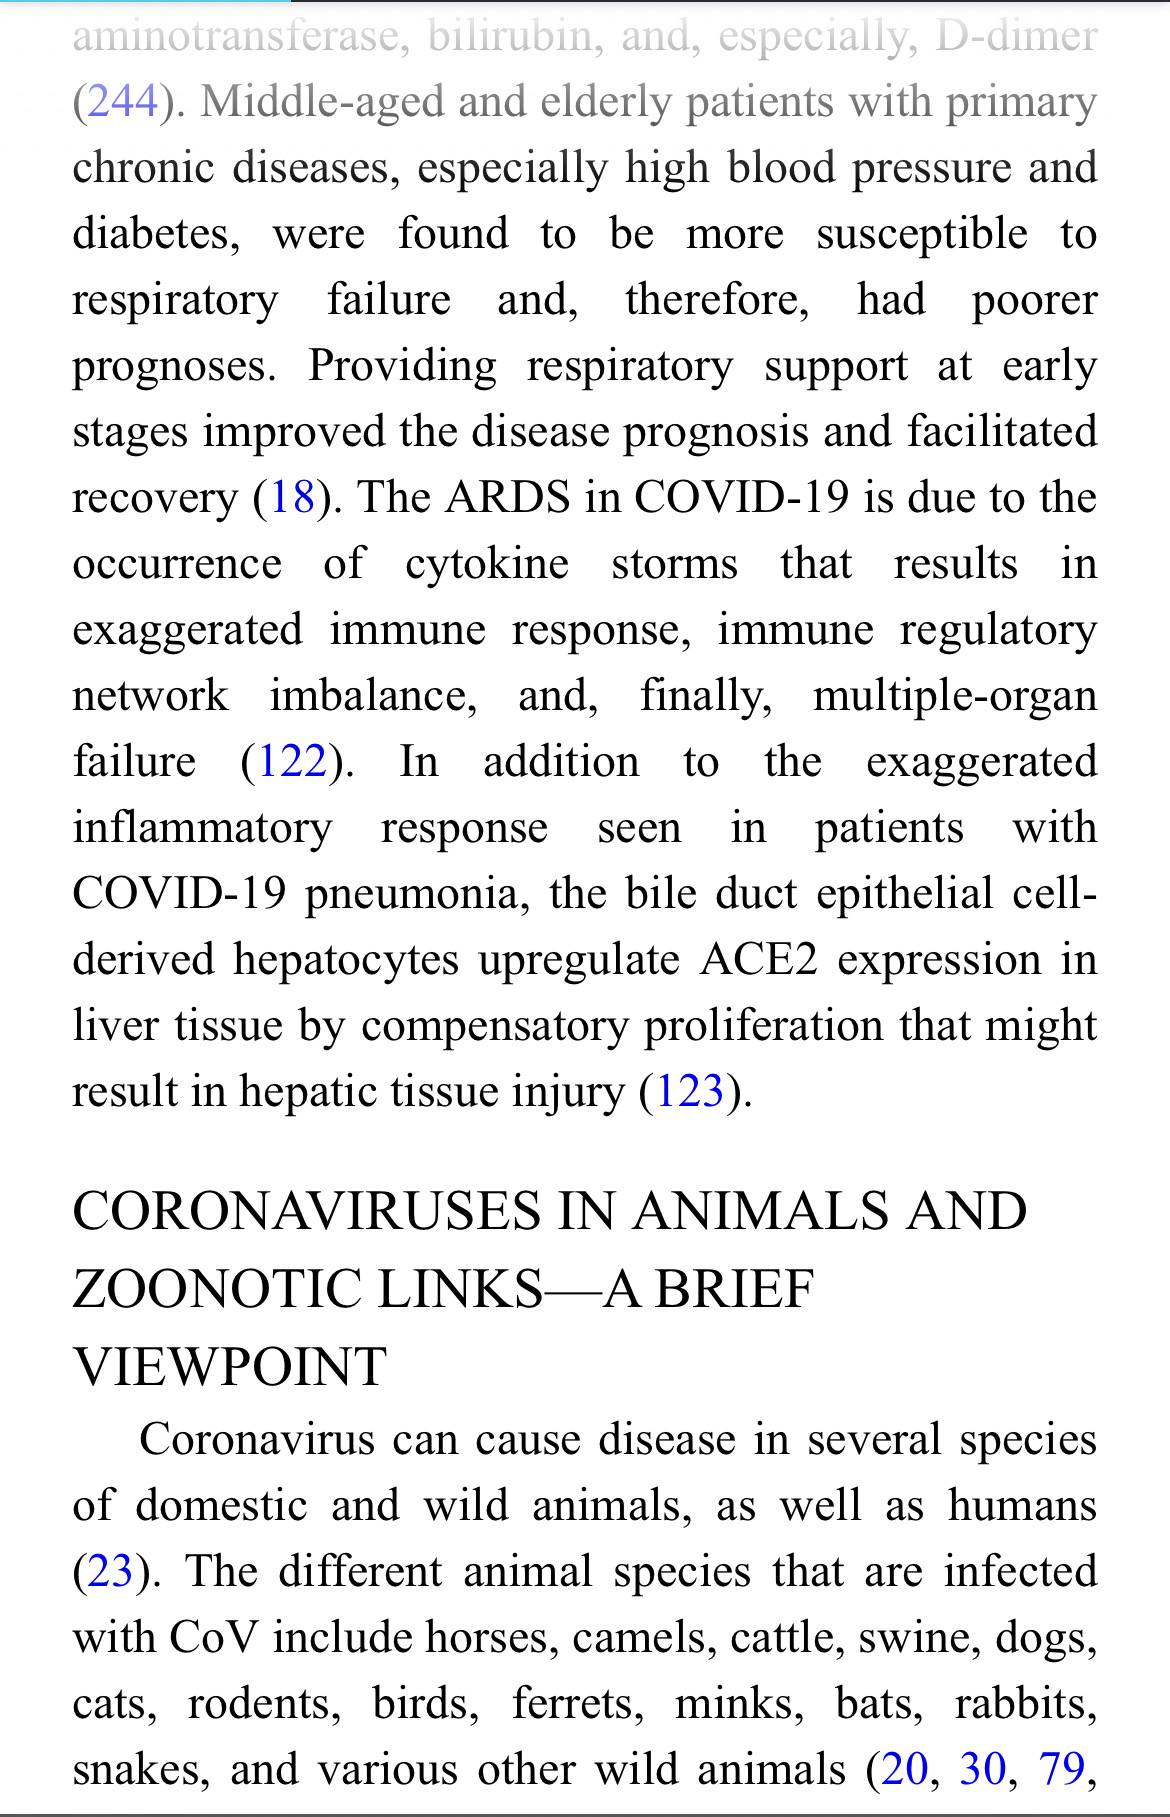 aminotransferase, bilirubin, and, especially, D-dimer
(244). Middle-aged and elderly patients with primary
chronic diseases, especially high blood pressure and
diabetes, were found to be more susceptible to
respiratory failure and, therefore, had poorer
prognoses. Providing respiratory support at early
stages improved the disease prognosis and facilitated
recovery (18). The ARDS in COVID-19 is due to the
occurrence of cytokine storms that results in
exaggerated immune response, immune regulatory
network imbalance, and, finally, multiple-organ
failure (122). In addition to the exaggerated
inflammatory response seen in patients with
COVID-19 pneumonia, the bile duct epithelial cell-
derived hepatocytes upregulate ACE2 expression in
liver tissue by compensatory proliferation that might
result in hepatic tissue injury (123).
CORONAVIRUSES IN ANIMALS AND
ZOONOTIC LINKS—A BRIEF
VIEWPOINT
Coronavirus can cause disease in several species
of domestic and wild animals, as well as humans
(23). The different animal species that are infected
with CoV include horses, camels, cattle, swine, dogs,
cats, rodents, birds, ferrets, minks, bats, rabbits,
snakes, and various other wild animals (20, 30, 79,